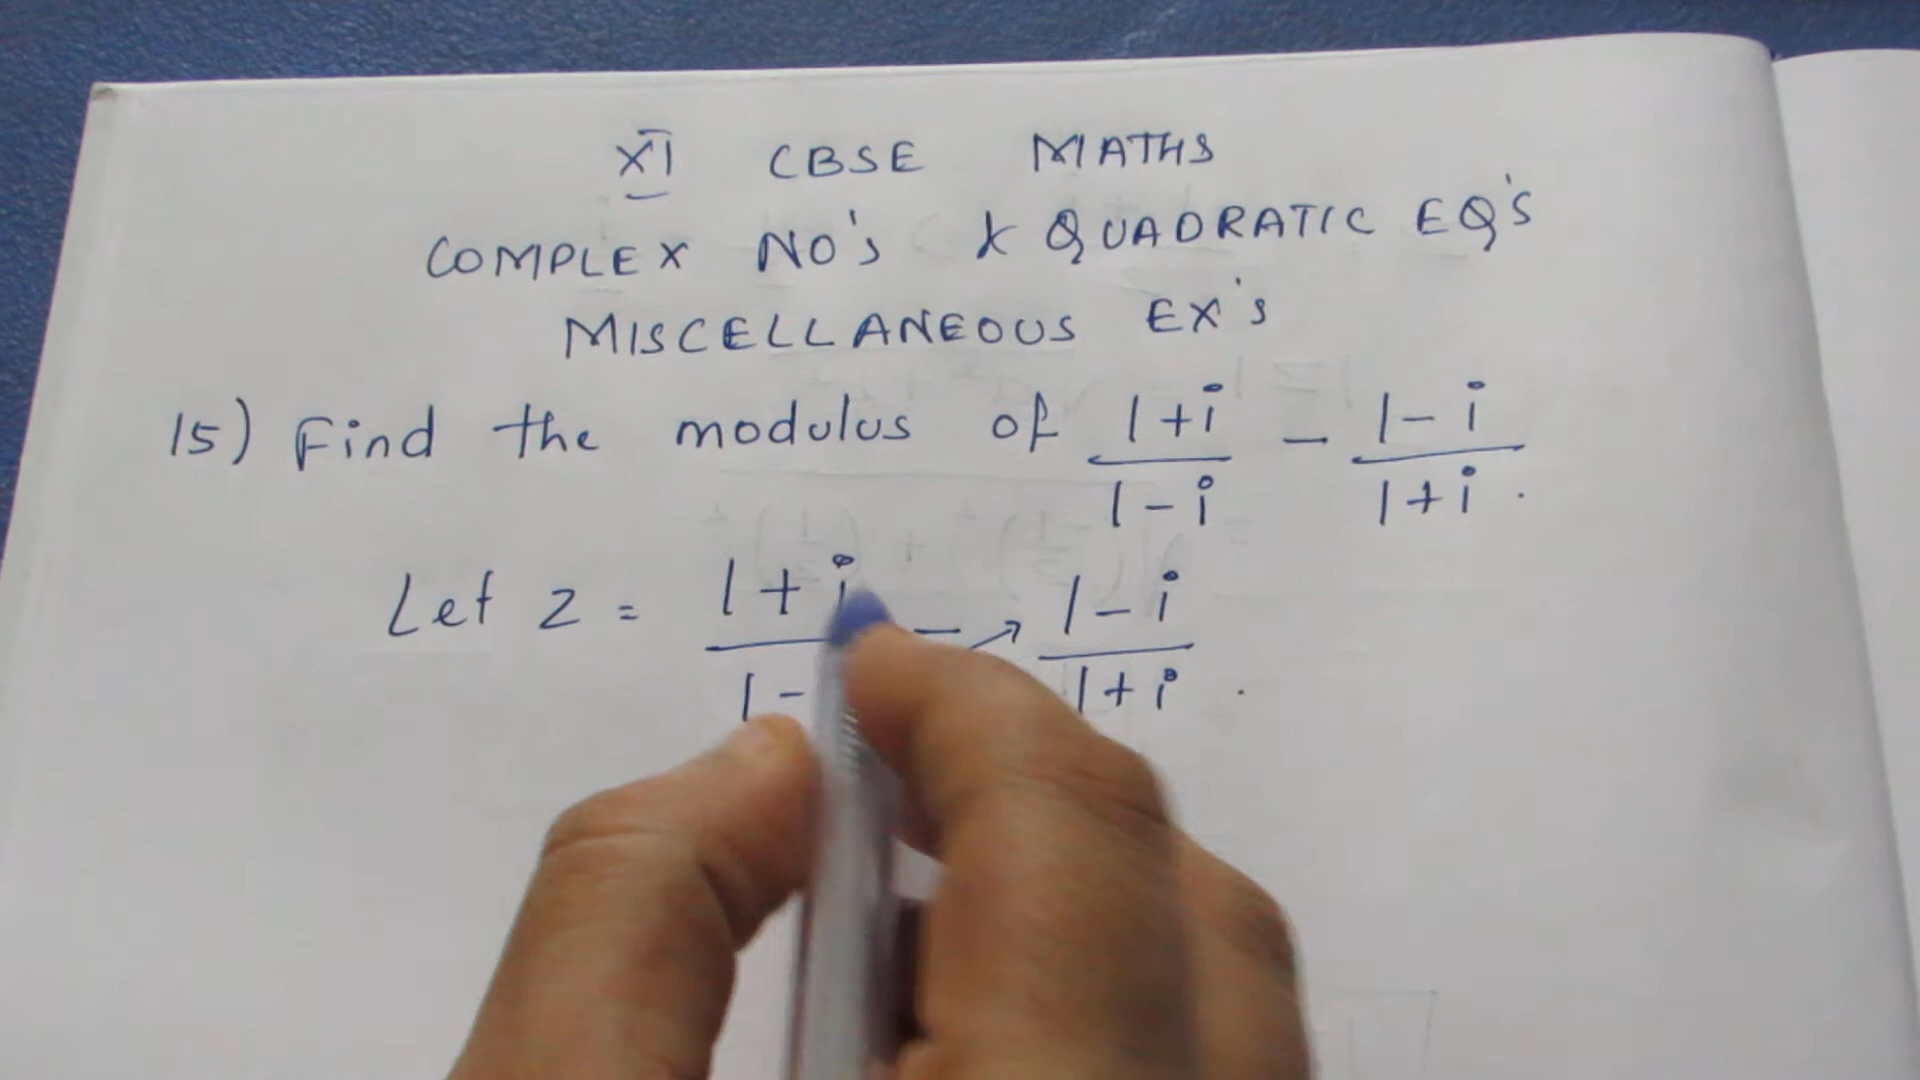 XI CBSE MATHS
COMPLEX NO's & QUADRATIC EQ's
MISCELLANEOUS EX's
15) Find the modulus of (1+i)/(1-i) - (1-i)/(1+i).
Let z = (1+i)/(1- - (1-i)/(1+i).